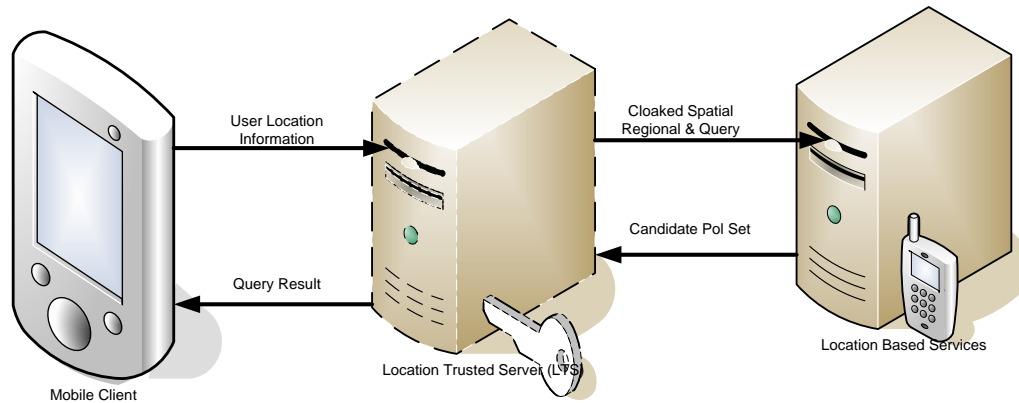 User Location
Information
Cloaked Spatial
Regional & Query
Candidate Pol Set
Query Result
Location Trusted Server (LTS)
Location Based Services
Mobile Client